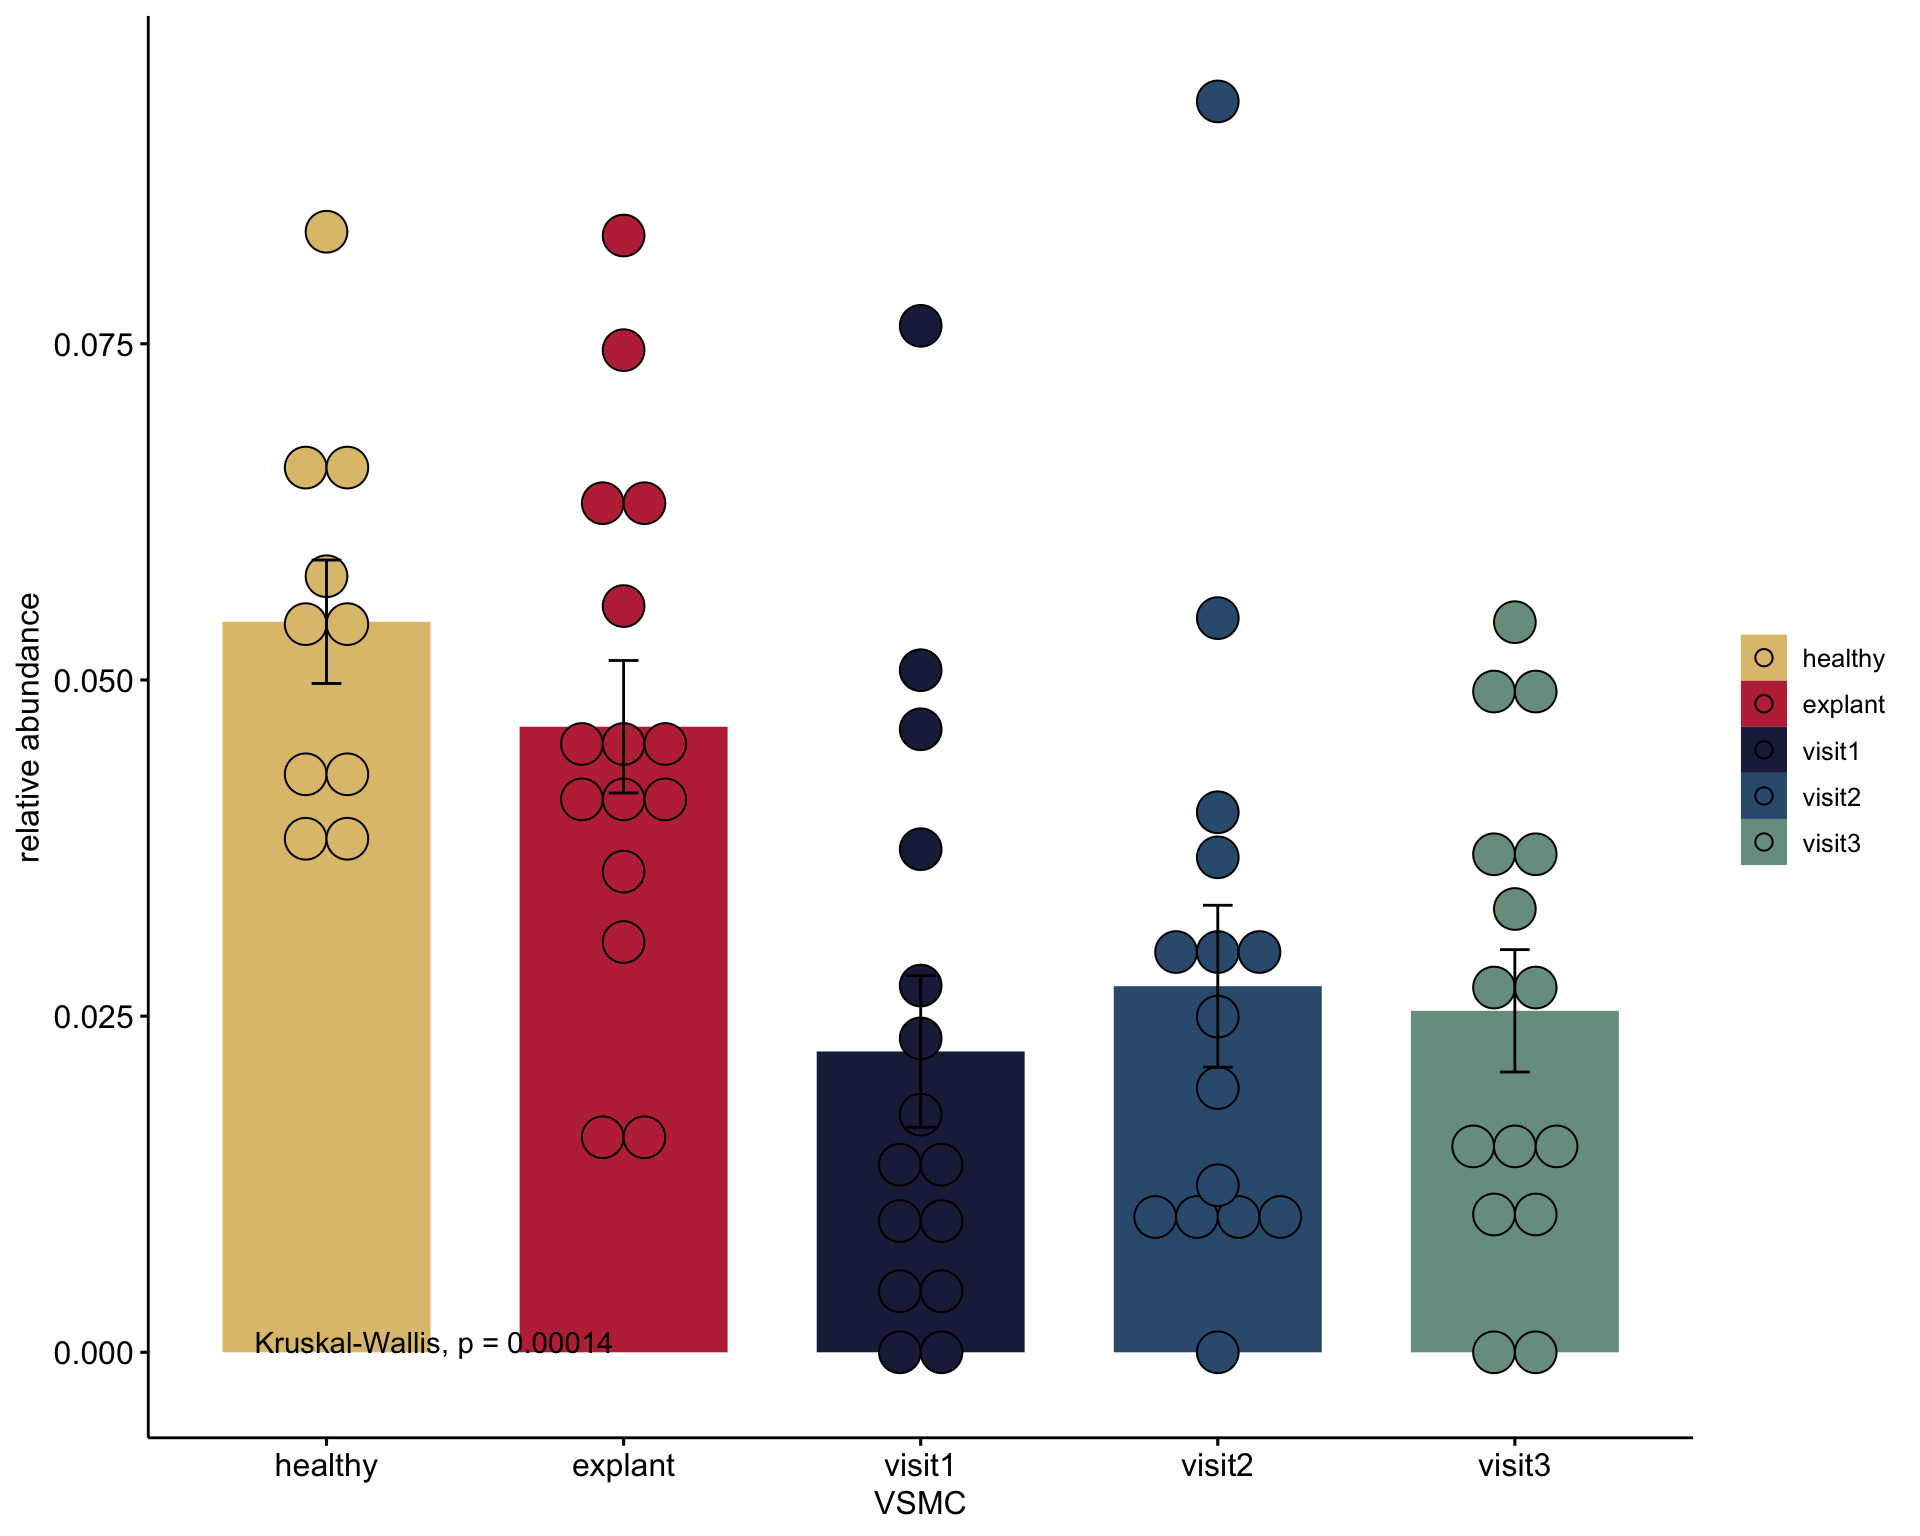 relative abundance
0.075
0.050
0.025
0.000
Kruskal-Wallis, p = 0.00014
healthy
explant
visit1
visit2
visit3
VSMC
healthy
explant
visit1
visit2
visit3